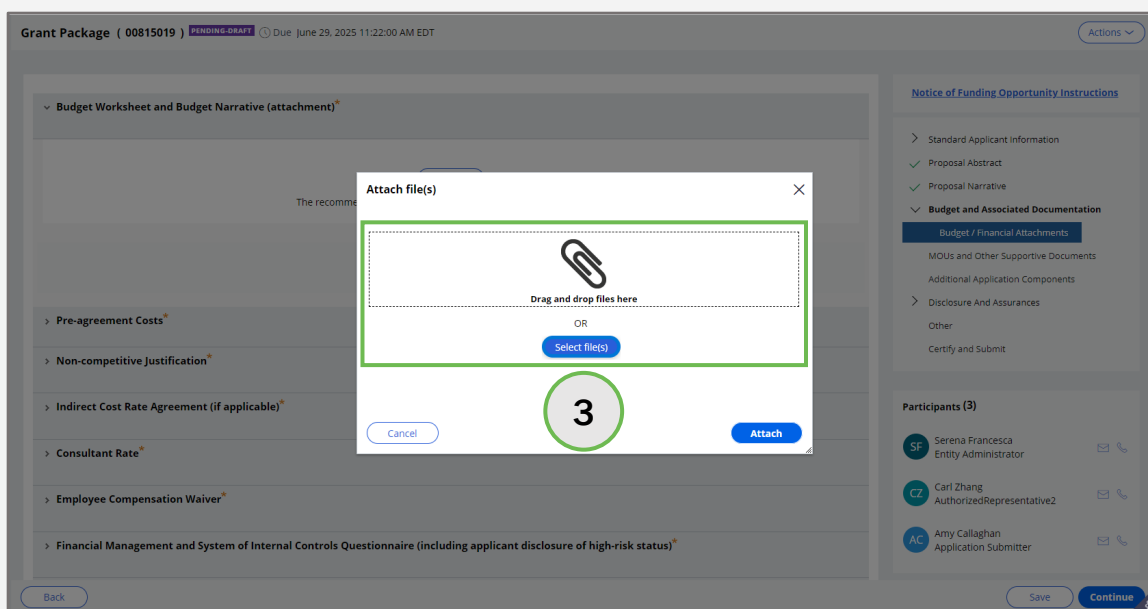 Grant Package ( 00815019 ) PENDING-DRAFT Due June 29, 2025 11:22:00 AM EDT
Actions
Budget Worksheet and Budget Narrative (attachment)*
The recomme
Pre-agreement Costs*
Non-competitive Justification*
Indirect Cost Rate Agreement (if applicable)*
Consultant Rate*
Employee Compensation Waiver*
Financial Management and System of Internal Controls Questionnaire (including applicant disclosure of high-risk status)*
Attach file(s)
Drag and drop files here
OR
Select file(s)
3
Cancel
Attach
Notice of Funding Opportunity Instructions
Standard Applicant Information
Proposal Abstract
Proposal Narrative
Budget and Associated Documentation
Budget / Financial Attachments
MOUs and Other Supportive Documents
Additional Application Components
Disclosure And Assurances
Other
Certify and Submit
Participants (3)
SF
Serena Francesca
Entity Administrator
CZ
Carl Zhang
AuthorizedRepresentative2
AC
Amy Callaghan
Application Submitter
Back
Save
Continue